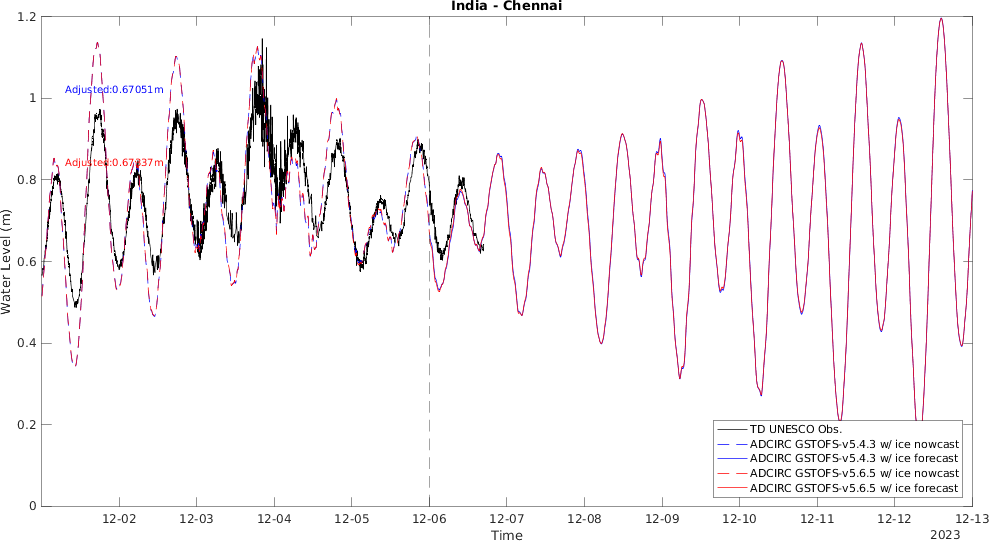 India - Chennai
1.2
1
0.8
0.6
0.4
0.2
0
Water Level (m)
Adjusted:0.67051m
Adjusted:0.67837m
TD UNESCO Obs.
ADCIRC GSTOFS-v5.4.3 w/ ice nowcast
ADCIRC GSTOFS-v5.4.3 w/ ice forecast
ADCIRC GSTOFS-v5.6.5 w/ ice nowcast
ADCIRC GSTOFS-v5.6.5 w/ ice forecast
12-02 12-03 12-04 12-05 12-06 12-07 12-08 12-09 12-10 12-11 12-12 12-13
Time
2023